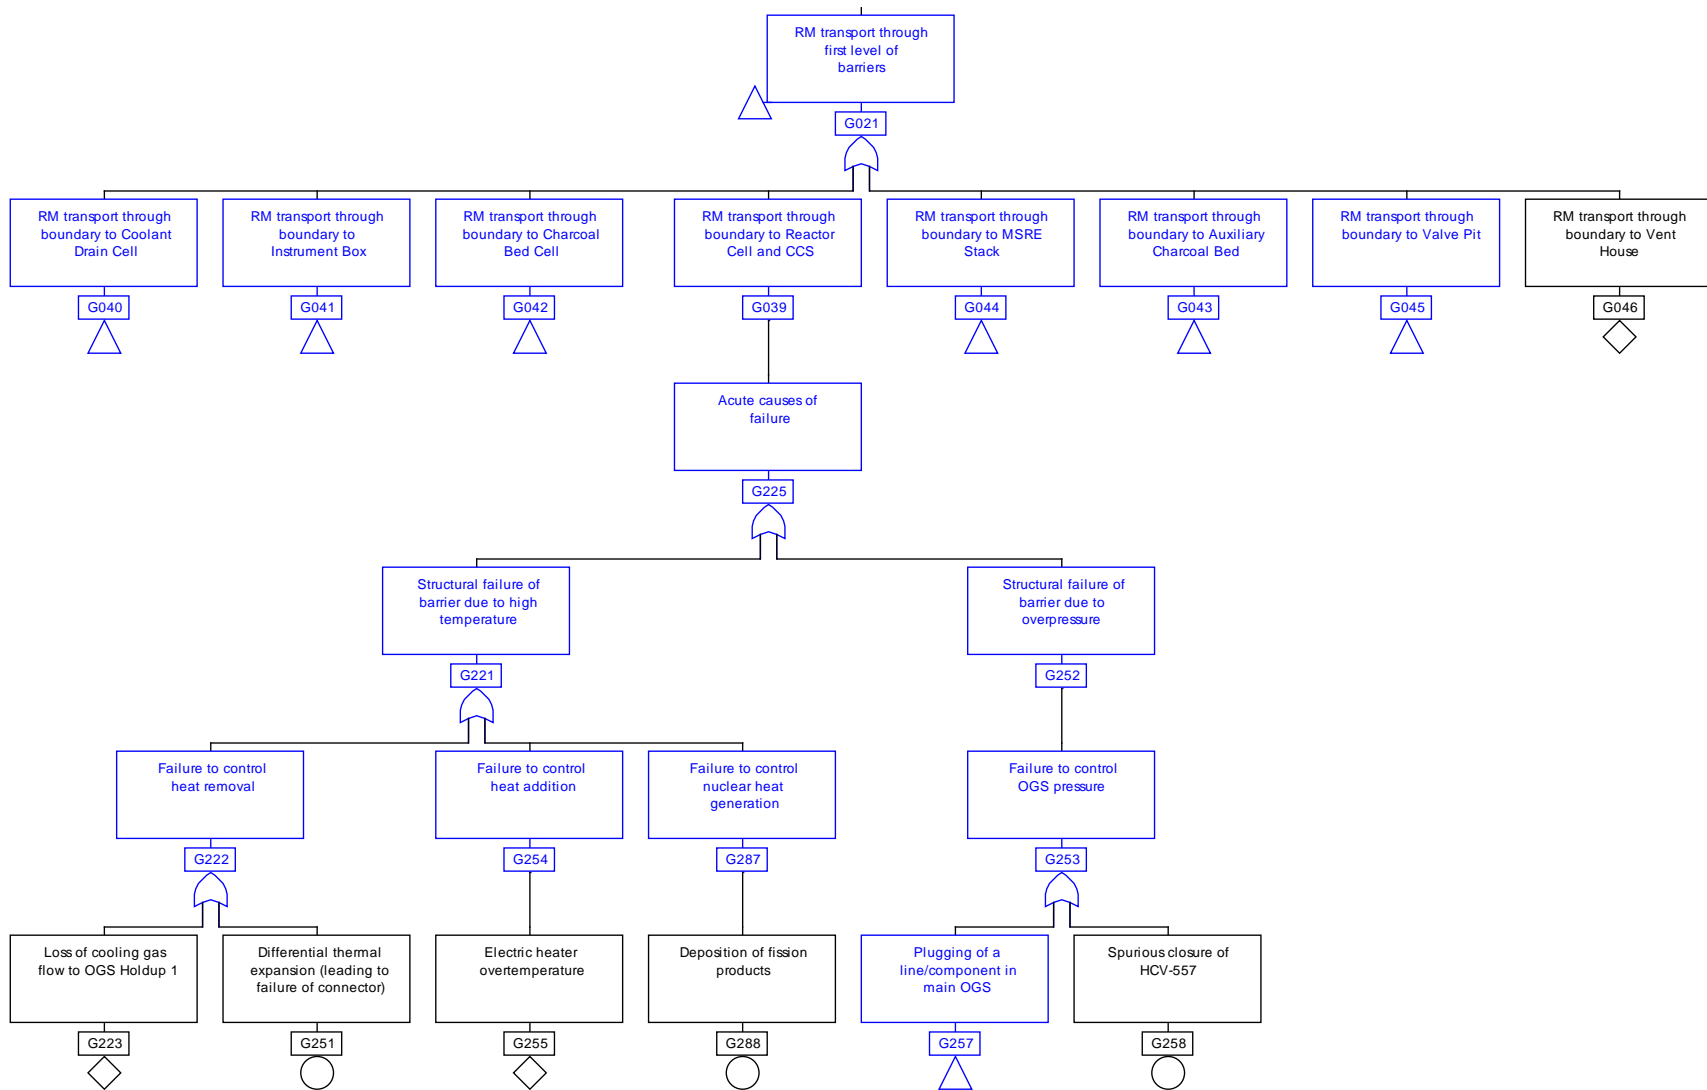 RM transport through
first level of
barriers
G021
RM transport through
boundary to Coolant
Drain Cell
G040
RM transport through
boundary to
Instrument Box
G041
RM transport through
boundary to Charcoal
Bed Cell
G042
RM transport through
boundary to Reactor
Cell and CCS
G039
RM transport through
boundary to MSRE
Stack
G044
RM transport through
boundary to Auxiliary
Charcoal Bed
G043
RM transport through
boundary to Valve Pit
G045
RM transport through
boundary to Vent
House
G046
Acute causes of
failure
G225
Structural failure of
barrier due to high
temperature
G221
Structural failure of
barrier due to
overpressure
G252
Failure to control
heat removal
G222
Failure to control
heat addition
G254
Failure to control
nuclear heat
generation
G287
Failure to control
OGS pressure
G253
Loss of cooling gas
flow to OGS Holdup 1
G223
Differential thermal
expansion (leading to
failure of connector)
G251
Electric heater
overtemperature
G255
Deposition of fission
products
G288
Plugging of a
line/component in
main OGS
G257
Spurious closure of
HCV-557
G258